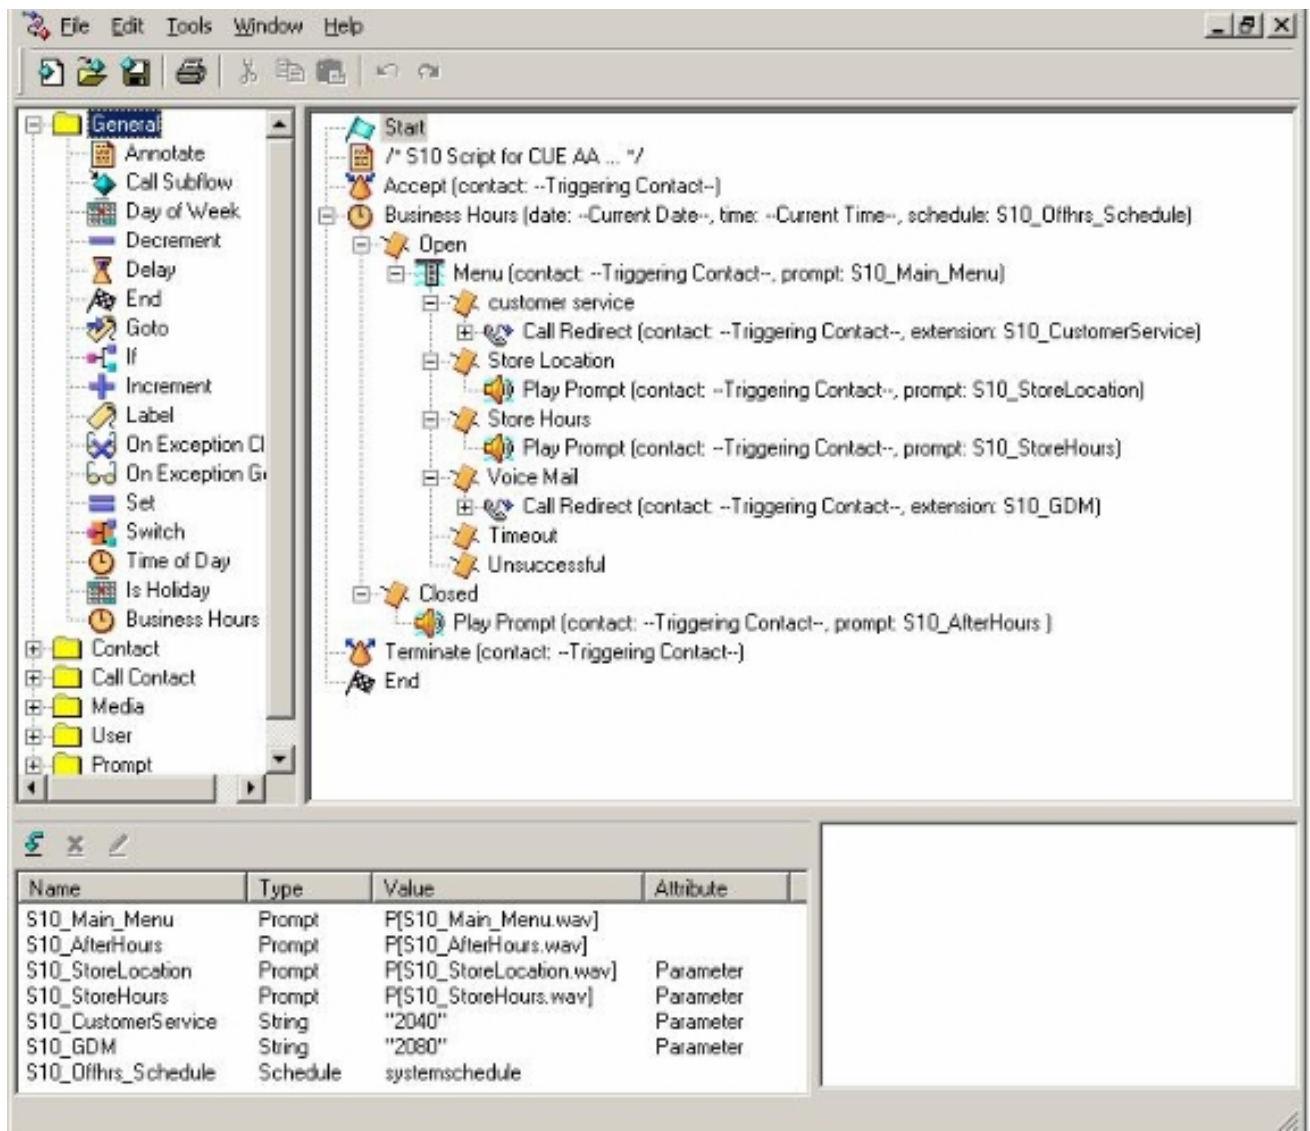 File Edit Tools Window Help
General
Annotate
Call Subflow
Day of Week
Decrement
Delay
End
Goto
If
Increment
Label
On Exception Cl
On Exception Go
Set
Switch
Time of Day
Is Holiday
Business Hours
Contact
Call Contact
Media
User
Prompt
Start
/* S10 Script for CUE AA ... */
Accept (contact: --Triggering Contact--)
Business Hours (date: --Current Date--, time: --Current Time--, schedule: S10_Offhrs_Schedule)
Open
Menu (contact: --Triggering Contact--, prompt: S10_Main_Menu)
customer service
Call Redirect (contact: --Triggering Contact--, extension: S10_CustomerService)
Store Location
Play Prompt (contact: --Triggering Contact--, prompt: S10_StoreLocation)
Store Hours
Play Prompt (contact: --Triggering Contact--, prompt: S10_StoreHours)
Voice Mail
Call Redirect (contact: --Triggering Contact--, extension: S10_GDM)
Timeout
Unsuccessful
Closed
Play Prompt (contact: --Triggering Contact--, prompt: S10_AfterHours )
Terminate (contact: --Triggering Contact--)
End
Name Type Value Attribute
S10_Main_Menu Prompt P[S10_Main_Menu.wav]
S10_AfterHours Prompt P[S10_AfterHours.wav]
S10_StoreLocation Prompt P[S10_StoreLocation.wav] Parameter
S10_StoreHours Prompt P[S10_StoreHours.wav] Parameter
S10_CustomerService String "2040" Parameter
S10_GDM String "2080" Parameter
S10_Offhrs_Schedule Schedule systemschedule